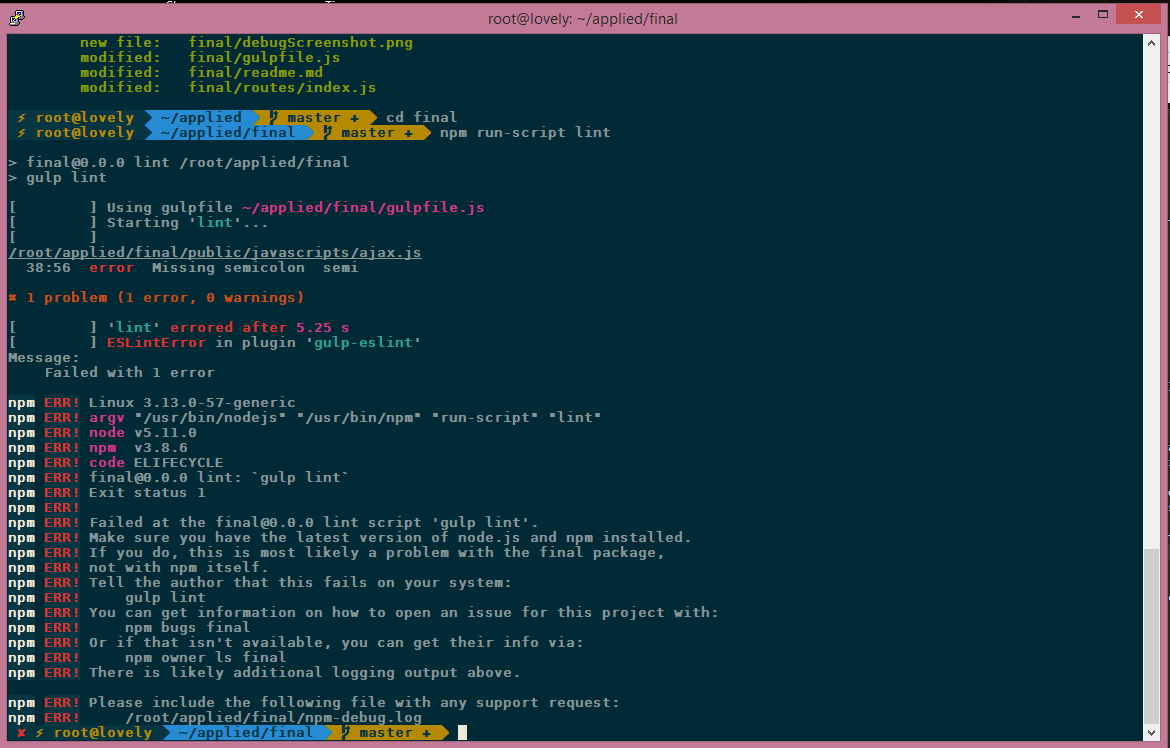 root@lovely: ~/applied/final
new file:   final/debugScreenshot.png
modified:   final/gulpfile.js
modified:   final/readme.md
modified:   final/routes/index.js
⚡ root@lovely ~/applied master + cd final
⚡ root@lovely ~/applied/final master + npm run-script lint
> final@0.0.0 lint /root/applied/final
> gulp lint
[        ] Using gulpfile ~/applied/final/gulpfile.js
[        ] Starting 'lint'...
[        ]
/root/applied/final/public/javascripts/ajax.js
38:56  error  Missing semicolon  semi
✖ 1 problem (1 error, 0 warnings)
[        ] 'lint' errored after 5.25 s
[        ] ESLintError in plugin 'gulp-eslint'
Message:
Failed with 1 error
npm ERR! Linux 3.13.0-57-generic
npm ERR! argv "/usr/bin/nodejs" "/usr/bin/npm" "run-script" "lint"
npm ERR! node v5.11.0
npm ERR! npm  v3.8.6
npm ERR! code ELIFECYCLE
npm ERR! final@0.0.0 lint: `gulp lint`
npm ERR! Exit status 1
npm ERR!
npm ERR! Failed at the final@0.0.0 lint script 'gulp lint'.
npm ERR! Make sure you have the latest version of node.js and npm installed.
npm ERR! If you do, this is most likely a problem with the final package,
npm ERR! not with npm itself.
npm ERR! Tell the author that this fails on your system:
npm ERR!     gulp lint
npm ERR! You can get information on how to open an issue for this project with:
npm ERR!     npm bugs final
npm ERR! Or if that isn't available, you can get their info via:
npm ERR!     npm owner ls final
npm ERR! There is likely additional logging output above.
npm ERR! Please include the following file with any support request:
npm ERR!     /root/applied/final/npm-debug.log
✘ ⚡ root@lovely ~/applied/final master +